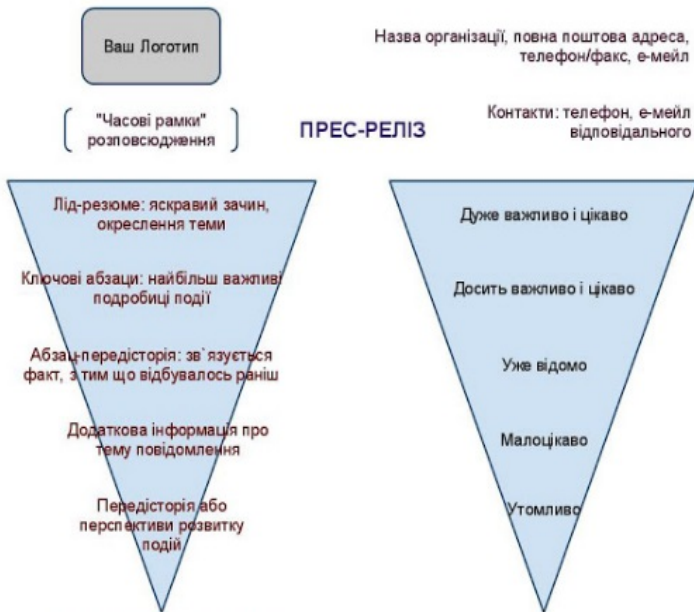 Ваш Логотип
Назва організації, повна поштова адреса,
телефон/факс, е-мейл
"Часові рамки"
розповсюдження
ПРЕС-РЕЛІЗ
Контакти: телефон, е-мейл
відповідального
Лід-резюме: яскравий зачин,
окреслення теми
Ключові абзаци: найбільш важливі
подробиці події
Абзац-передісторія: зв`язується
факт, з тим що відбувалось раніш
Додаткова інформація про
тему повідомлення
Передісторія або
перспективи розвитку
подій
Дуже важливо і цікаво
Досить важливо і цікаво
Уже відомо
Малоцікаво
Утомливо